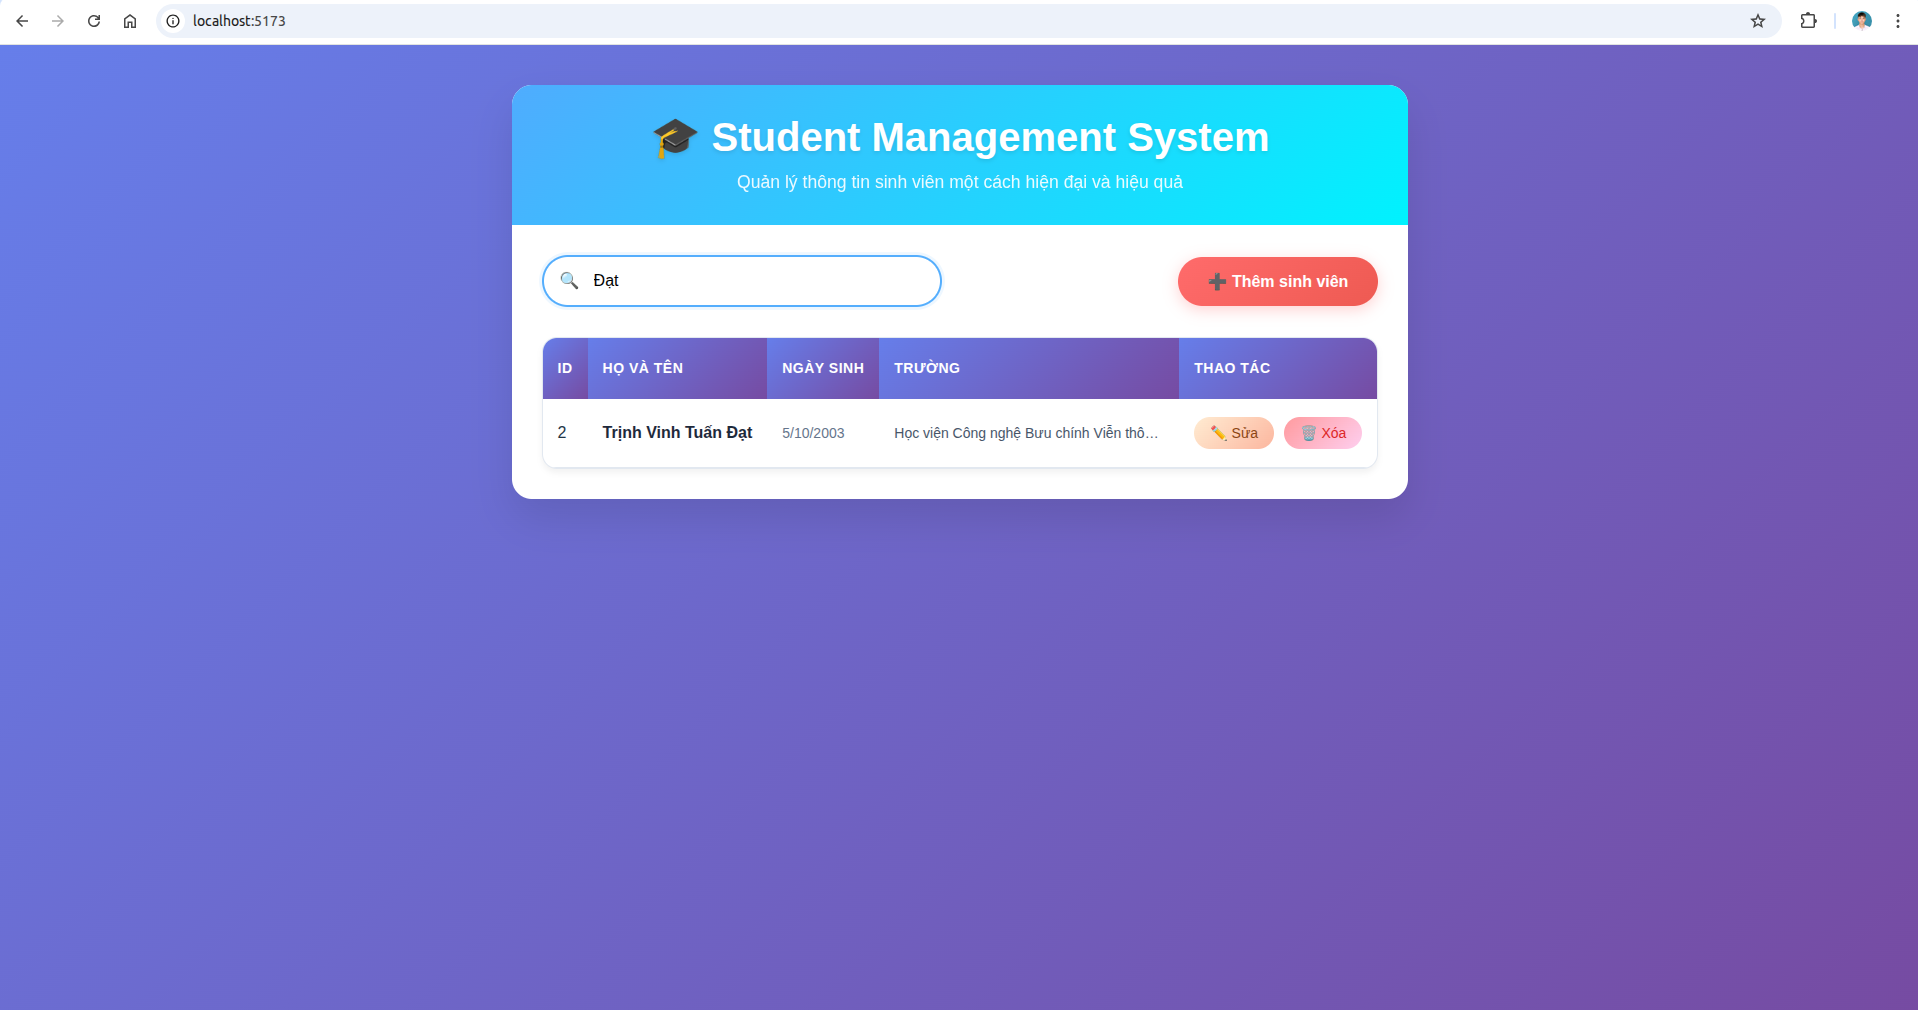 localhost:5173
🎓 Student Management System
Quản lý thông tin sinh viên một cách hiện đại và hiệu quả
🔍 Đạt
➕ Thêm sinh viên
ID HỌ VÀ TÊN NGÀY SINH TRƯỜNG THAO TÁC
2 Trịnh Vinh Tuấn Đạt 5/10/2003 Học viện Công nghệ Bưu chính Viễn thô… ✏️ Sửa 🗑️ Xóa